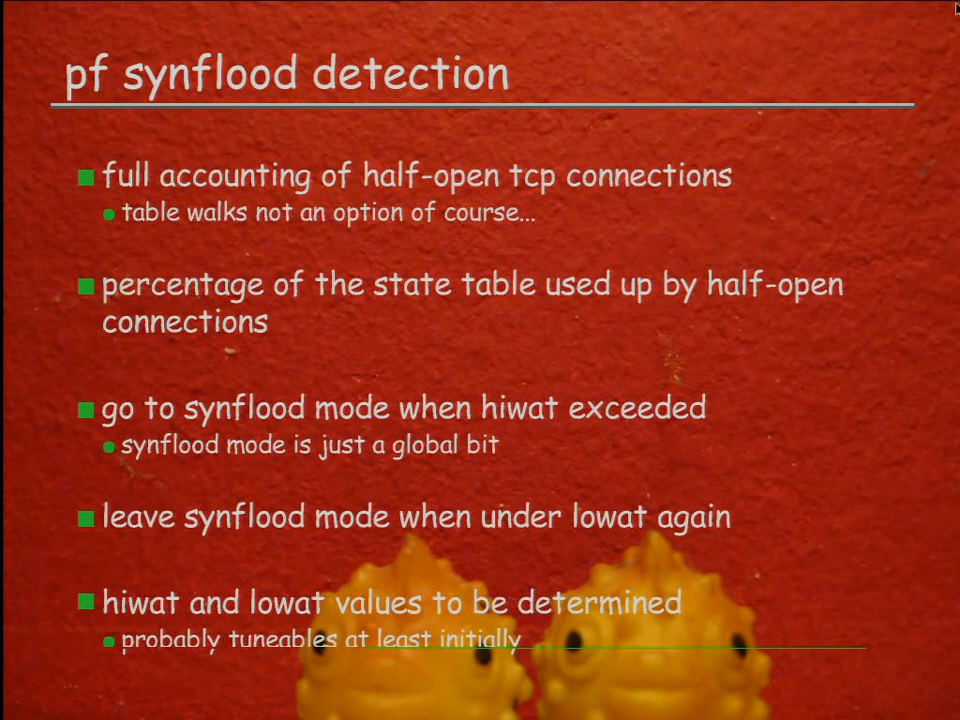 pf synflood detection
full accounting of half-open tcp connections
table walks not an option of course...
percentage of the state table used up by half-open
connections
go to synflood mode when hiwat exceeded
synflood mode is just a global bit
leave synflood mode when under lowat again
hiwat and lowat values to be determined
probably tuneables at least initially